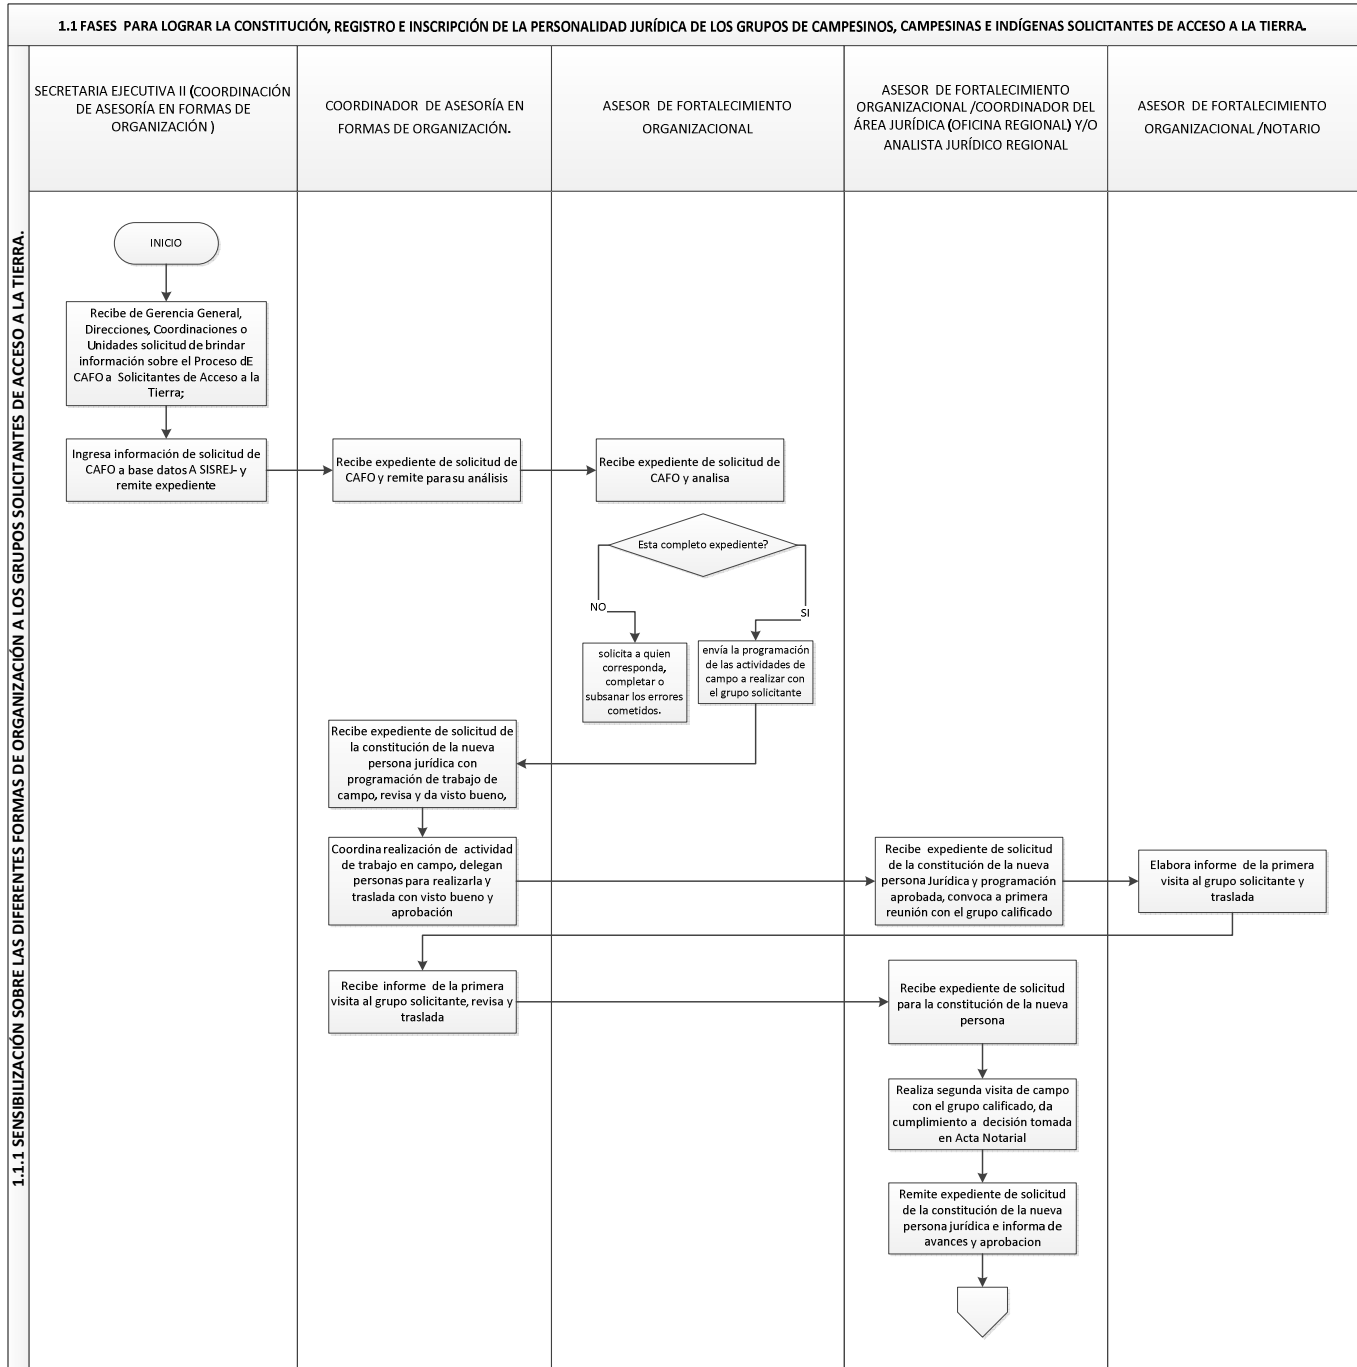 1.1 FASES PARA LOGRAR LA CONSTITUCIÓN, REGISTRO E INSCRIPCIÓN DE LA PERSONALIDAD JURÍDICA DE LOS GRUPOS DE CAMPESINOS, CAMPESINAS E INDÍGENAS SOLICITANTES DE ACCESO A LA TIERRA.
1.1.1 SENSIBILIZACIÓN SOBRE LAS DIFERENTES FORMAS DE ORGANIZACIÓN A LOS GRUPOS SOLICITANTES DE ACCESO A LA TIERRA.
SECRETARIA EJECUTIVA II (COORDINACIÓN
DE ASESORÍA EN FORMAS DE
ORGANIZACIÓN )
COORDINADOR DE ASESORÍA EN
FORMAS DE ORGANIZACIÓN.
ASESOR DE FORTALECIMIENTO
ORGANIZACIONAL
ASESOR DE FORTALECIMIENTO
ORGANIZACIONAL /COORDINADOR DEL
ÁREA JURÍDICA (OFICINA REGIONAL) Y/O
ANALISTA JURÍDICO REGIONAL
ASESOR DE FORTALECIMIENTO
ORGANIZACIONAL /NOTARIO
INICIO
Recibe de Gerencia General,
Direcciones, Coordinaciones o
Unidades solicitud de brindar
información sobre el Proceso dE
CAFO a Solicitantes de Acceso a la
Tierra;
Ingresa información de solicitud de
CAFO a base datos A SISREJ- y
remite expediente
Recibe expediente de solicitud de
CAFO y remite para su análisis
Recibe expediente de solicitud de
CAFO y analisa
Esta completo expediente?
NO
SI
solicita a quien
corresponda,
completar o
subsanar los errores
cometidos.
envía la programación
de las actividades de
campo a realizar con
el grupo solicitante
Recibe expediente de solicitud de
la constitución de la nueva
persona jurídica con
programación de trabajo de
campo, revisa y da visto bueno,
Coordina realización de actividad
de trabajo en campo, delegan
personas para realizarla y
traslada con visto bueno y
aprobación
Recibe expediente de solicitud
de la constitución de la nueva
persona Jurídica y programación
aprobada, convoca a primera
reunión con el grupo calificado
Elabora informe de la primera
visita al grupo solicitante y
traslada
Recibe informe de la primera
visita al grupo solicitante, revisa y
traslada
Recibe expediente de solicitud
para la constitución de la nueva
persona
Realiza segunda visita de campo
con el grupo calificado, da
cumplimiento a decisión tomada
en Acta Notarial
Remite expediente de solicitud
de la constitución de la nueva
persona jurídica e informa de
avances y aprobacion